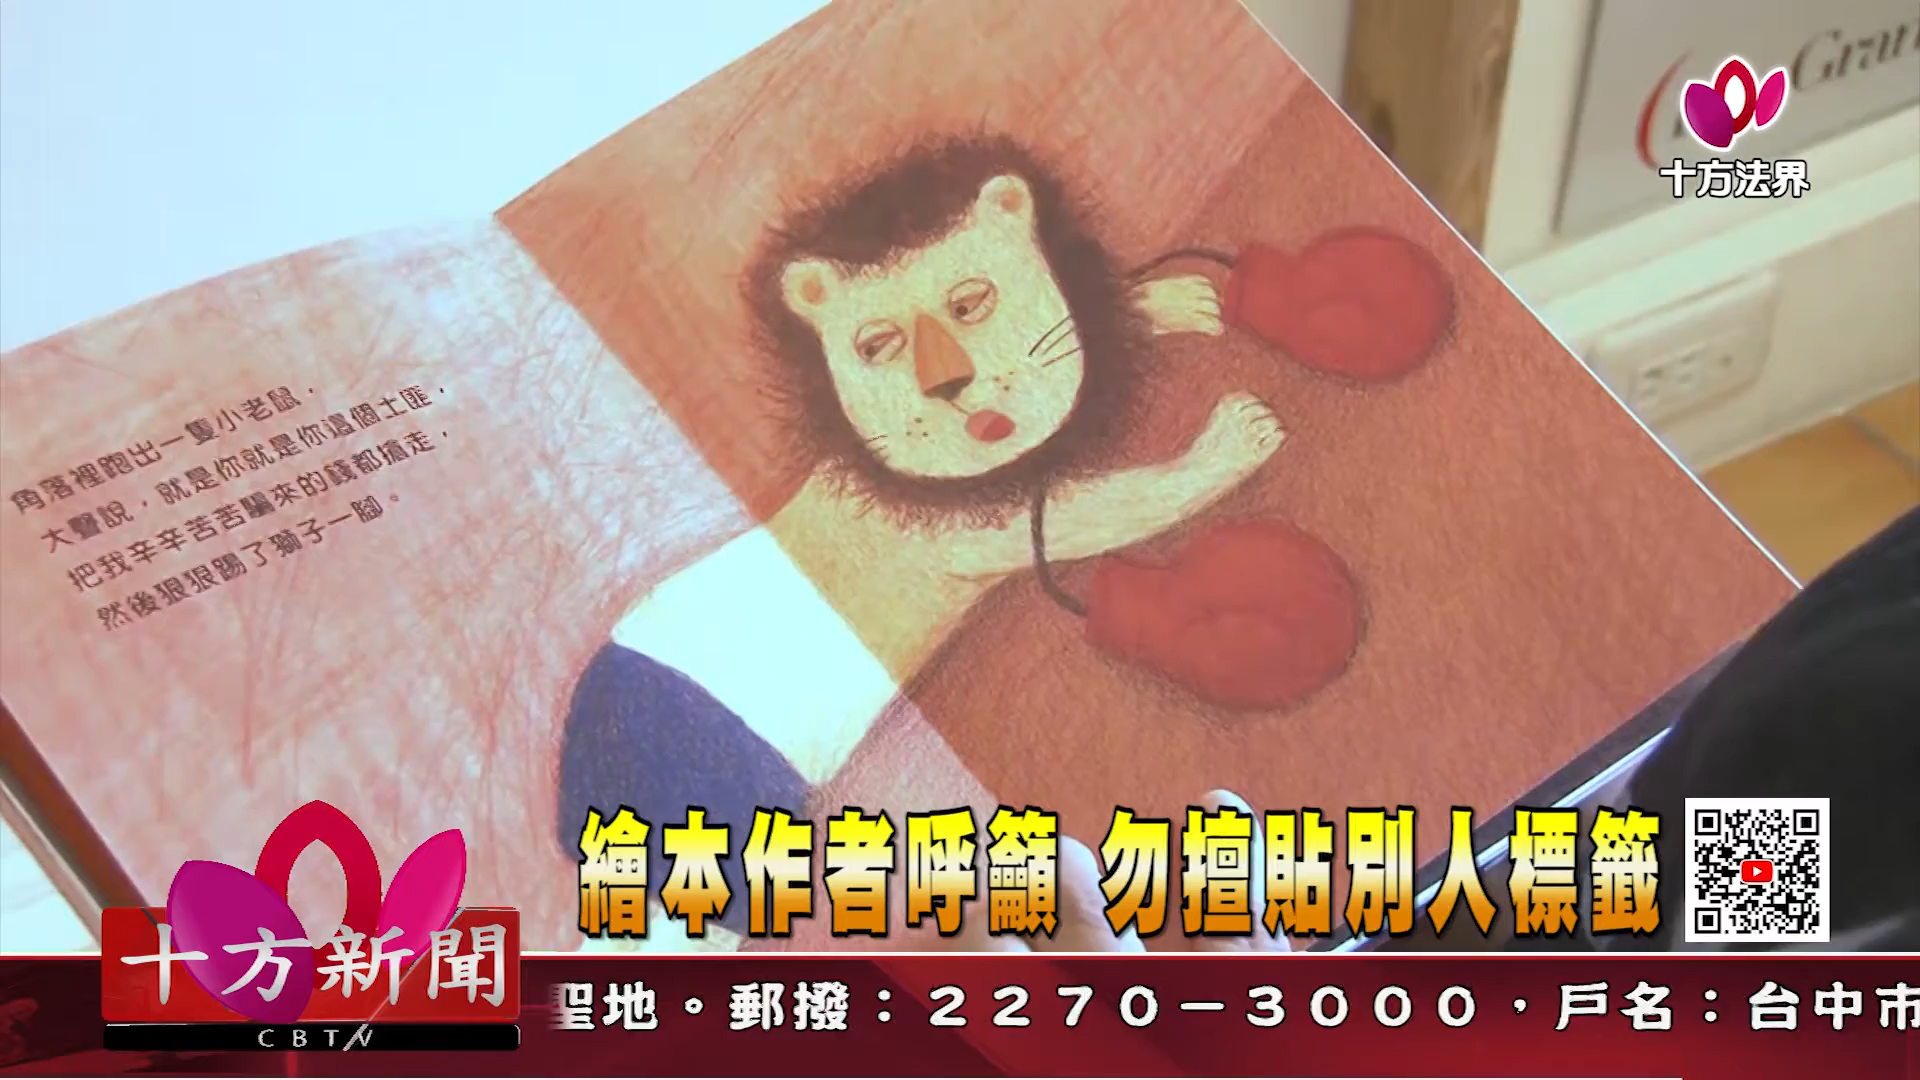 Gran
十方法界
角落裡跑出一隻小老鼠，
大聲說，就是你就是你這個土匪，
把我辛辛苦苦騙來的錢都搶走，
然後狠狠踢了獅子一腳。
繪本作者呼籲 勿擅貼別人標籤
十方新聞
CBTV
聖地。郵撥：２２７０－３０００，戶名：台中市